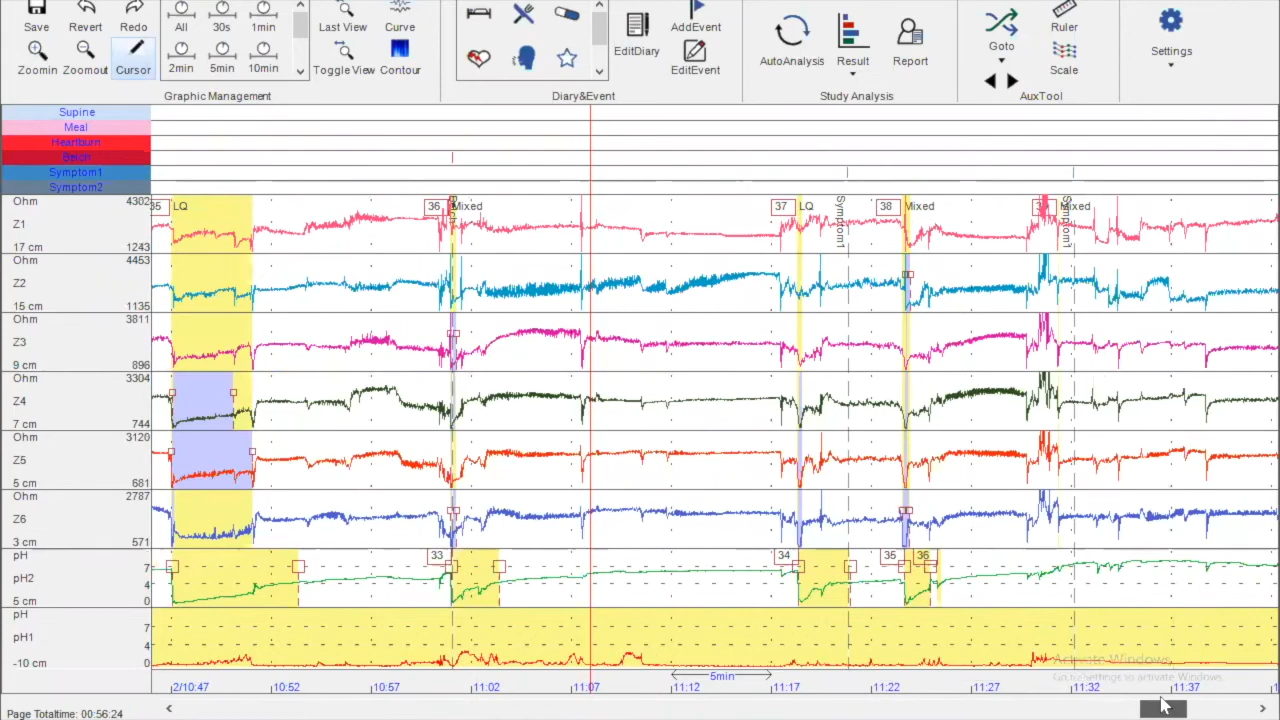 Save Revert Redo All 30s 1min Last View Curve
Zoomin Zoomout Cursor 2min 5min 10min Toggle View Contour
EditDiary AddEvent EditEvent
AutoAnalysis Result Report
Goto Ruler Scale Settings
Graphic Management Diary&Event Study Analysis AuxTool
Supine
Meal
Heartburn
Belch
Symptom1
Symptom2
Ohm 4302 LQ 36 Mixed 37 LQ Symptom1 38 Mixed Mixed
Z1
17 cm 1243
Ohm 4453
Z2
15 cm 1135
Ohm 3811
Z3
9 cm 896
Ohm 3304
Z4
7 cm 744
Ohm 3120
Z5
5 cm 681
Ohm 2787
Z6
3 cm 571
pH 33 34 35 36
7
pH2 4
5 cm 0
pH
7
pH1 4
-10 cm 0
Activate Windows
Go to Settings to activate Windows.
5min
2/10:47 10:52 10:57 11:02 11:07 11:12 11:17 11:22 11:27 11:32 11:37
Page Totaltime: 00:56:24